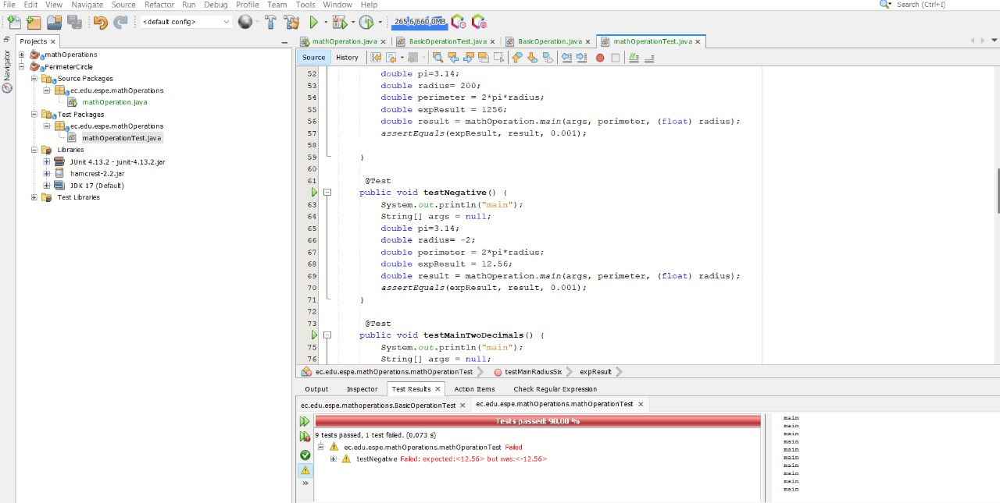 File Edit View Navigate Source Refactor Run Debug Profile Team Tools Window Help
Search (Ctrl+I)
<default config>
265,6/660,0MB
Projects
mathOperation.java BasicOperationTest.java BasicOperation.java mathOperationTest.java
Navigator
Source History
mathOperations
PerimeterCircle
Source Packages
ec.edu.espe.mathOperations
mathOperation.java
Test Packages
ec.edu.espe.mathOperations
mathOperationTest.java
Libraries
JUnit 4.13.2 - junit-4.13.2.jar
hamcrest-2.2.jar
JDK 17 (Default)
Test Libraries
52 double pi=3.14;
53 double radius= 200;
54 double perimeter = 2*pi*radius;
55 double expResult = 1256;
56 double result = mathOperation.main(args, perimeter, (float) radius);
57 assertEquals(expResult, result, 0.001);
58
59 }
60
61 @Test
public void testNegative() {
63 System.out.println("main");
64 String[] args = null;
65 double pi=3.14;
66 double radius= -2;
67 double perimeter = 2*pi*radius;
68 double expResult = 12.56;
69 double result = mathOperation.main(args, perimeter, (float) radius);
70 assertEquals(expResult, result, 0.001);
71 }
72
73 @Test
public void testMainTwoDecimals() {
75 System.out.println("main");
76 String[] args = null;
ec.edu.espe.mathOperations.mathOperationTest testMainRadiusSix expResult
Output Inspector Test Results Action Items Check Regular Expression
ec.edu.espe.mathoperations.BasicOperationTest ec.edu.espe.mathOperations.mathOperationTest
Tests passed: 90,00 %
9 tests passed, 1 test failed. (0,073 s)
ec.edu.espe.mathOperations.mathOperationTest Failed
testNegative Failed: expected:<12.56> but was:<-12.56>
main
main
main
main
main
main
main
main
main
main